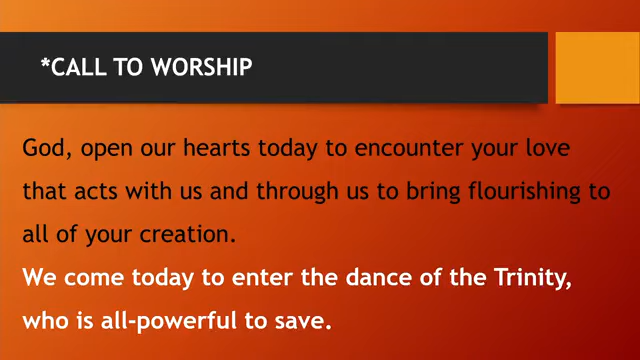 *CALL TO WORSHIP
God, open our hearts today to encounter your love
that acts with us and through us to bring flourishing to
all of your creation.
We come today to enter the dance of the Trinity,
who is all-powerful to save.